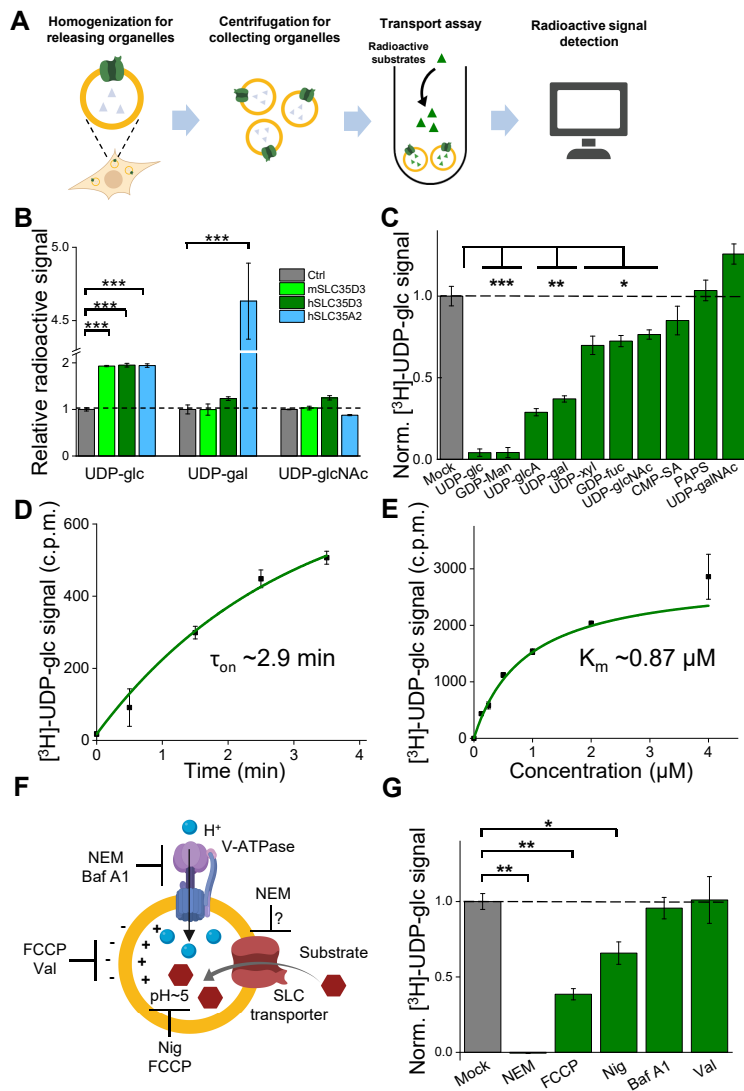 A
Homogenization for
releasing organelles
Centrifugation for
collecting organelles
Transport assay
Radioactive
substrates
Radioactive signal
detection
B
Relative radioactive signal
5.0
4.5
2
1
0
***
***
***
***
Ctrl
mSLC35D3
hSLC35D3
hSLC35A2
UDP-glc
UDP-gal
UDP-glcNAc
C
Norm. [³H]-UDP-glc signal
1.0
0.5
0.0
***
**
*
Mock
UDP-glc
GDP-Man
UDP-glcA
UDP-gal
UDP-xyl
GDP-fuc
UDP-glcNAc
CMP-SA
PAPS
UDP-galNAc
D
[³H]-UDP-glc signal (c.p.m.)
600
400
200
0
τon ~2.9 min
0
1
2
3
4
Time (min)
E
[³H]-UDP-glc signal (c.p.m.)
3000
2000
1000
0
Km ~0.87 µM
0
1
2
3
4
Concentration (µM)
F
H⁺
V-ATPase
NEM
Baf A1
NEM
?
FCCP
Val
- - - -
+ + + +
Substrate
pH~5
SLC
transporter
Nig
FCCP
G
Norm. [³H]-UDP-glc signal
1.0
0.5
0.0
*
**
**
Mock
NEM
FCCP
Nig
Baf A1
Val